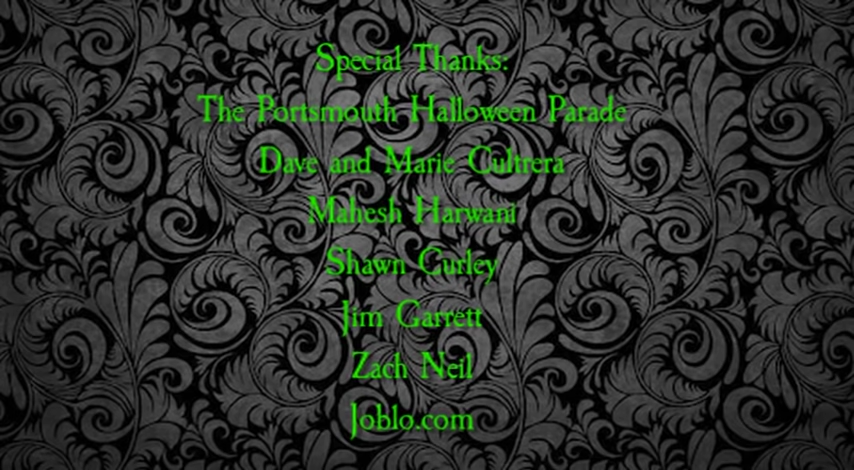 Special Thanks:
The Portsmouth Halloween Parade
Dave and Marie Cultrera
Mahesh Harwani
Shawn Curley
Jim Garrett
Zach Neil
Joblo.com